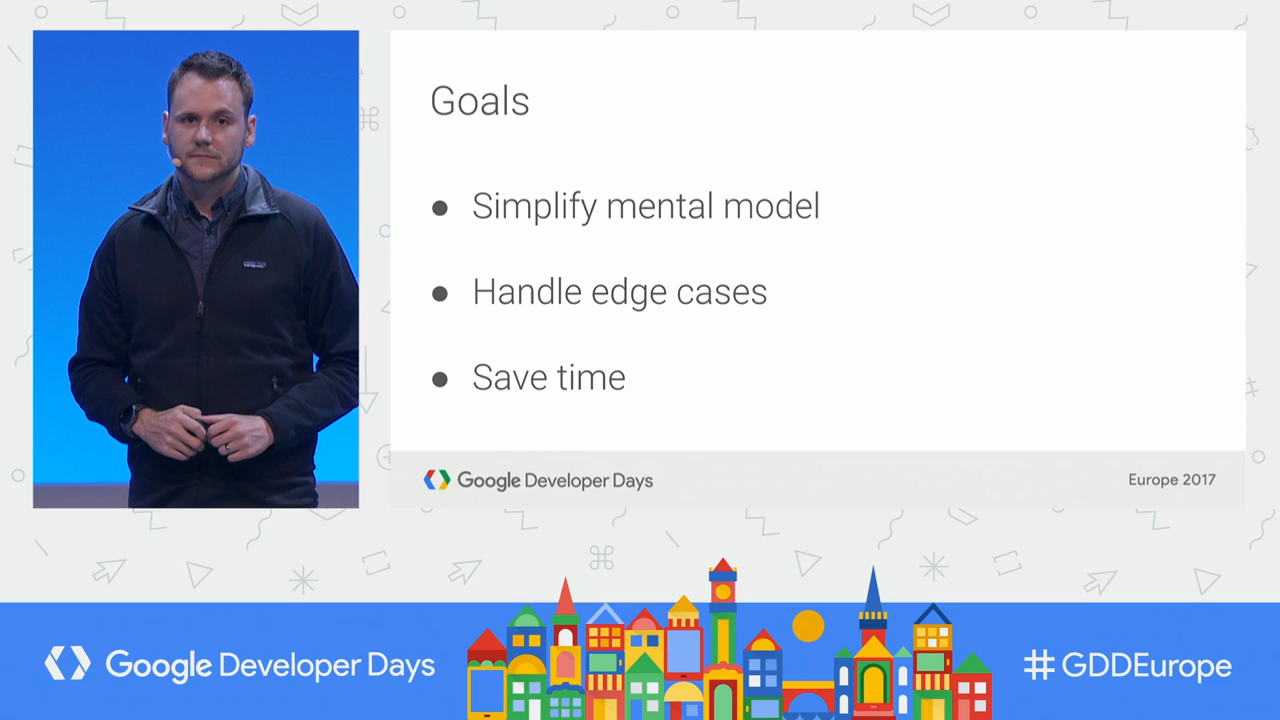 Goals
● Simplify mental model
● Handle edge cases
● Save time
Google Developer Days
Europe 2017
Google Developer Days
#GDDEurope